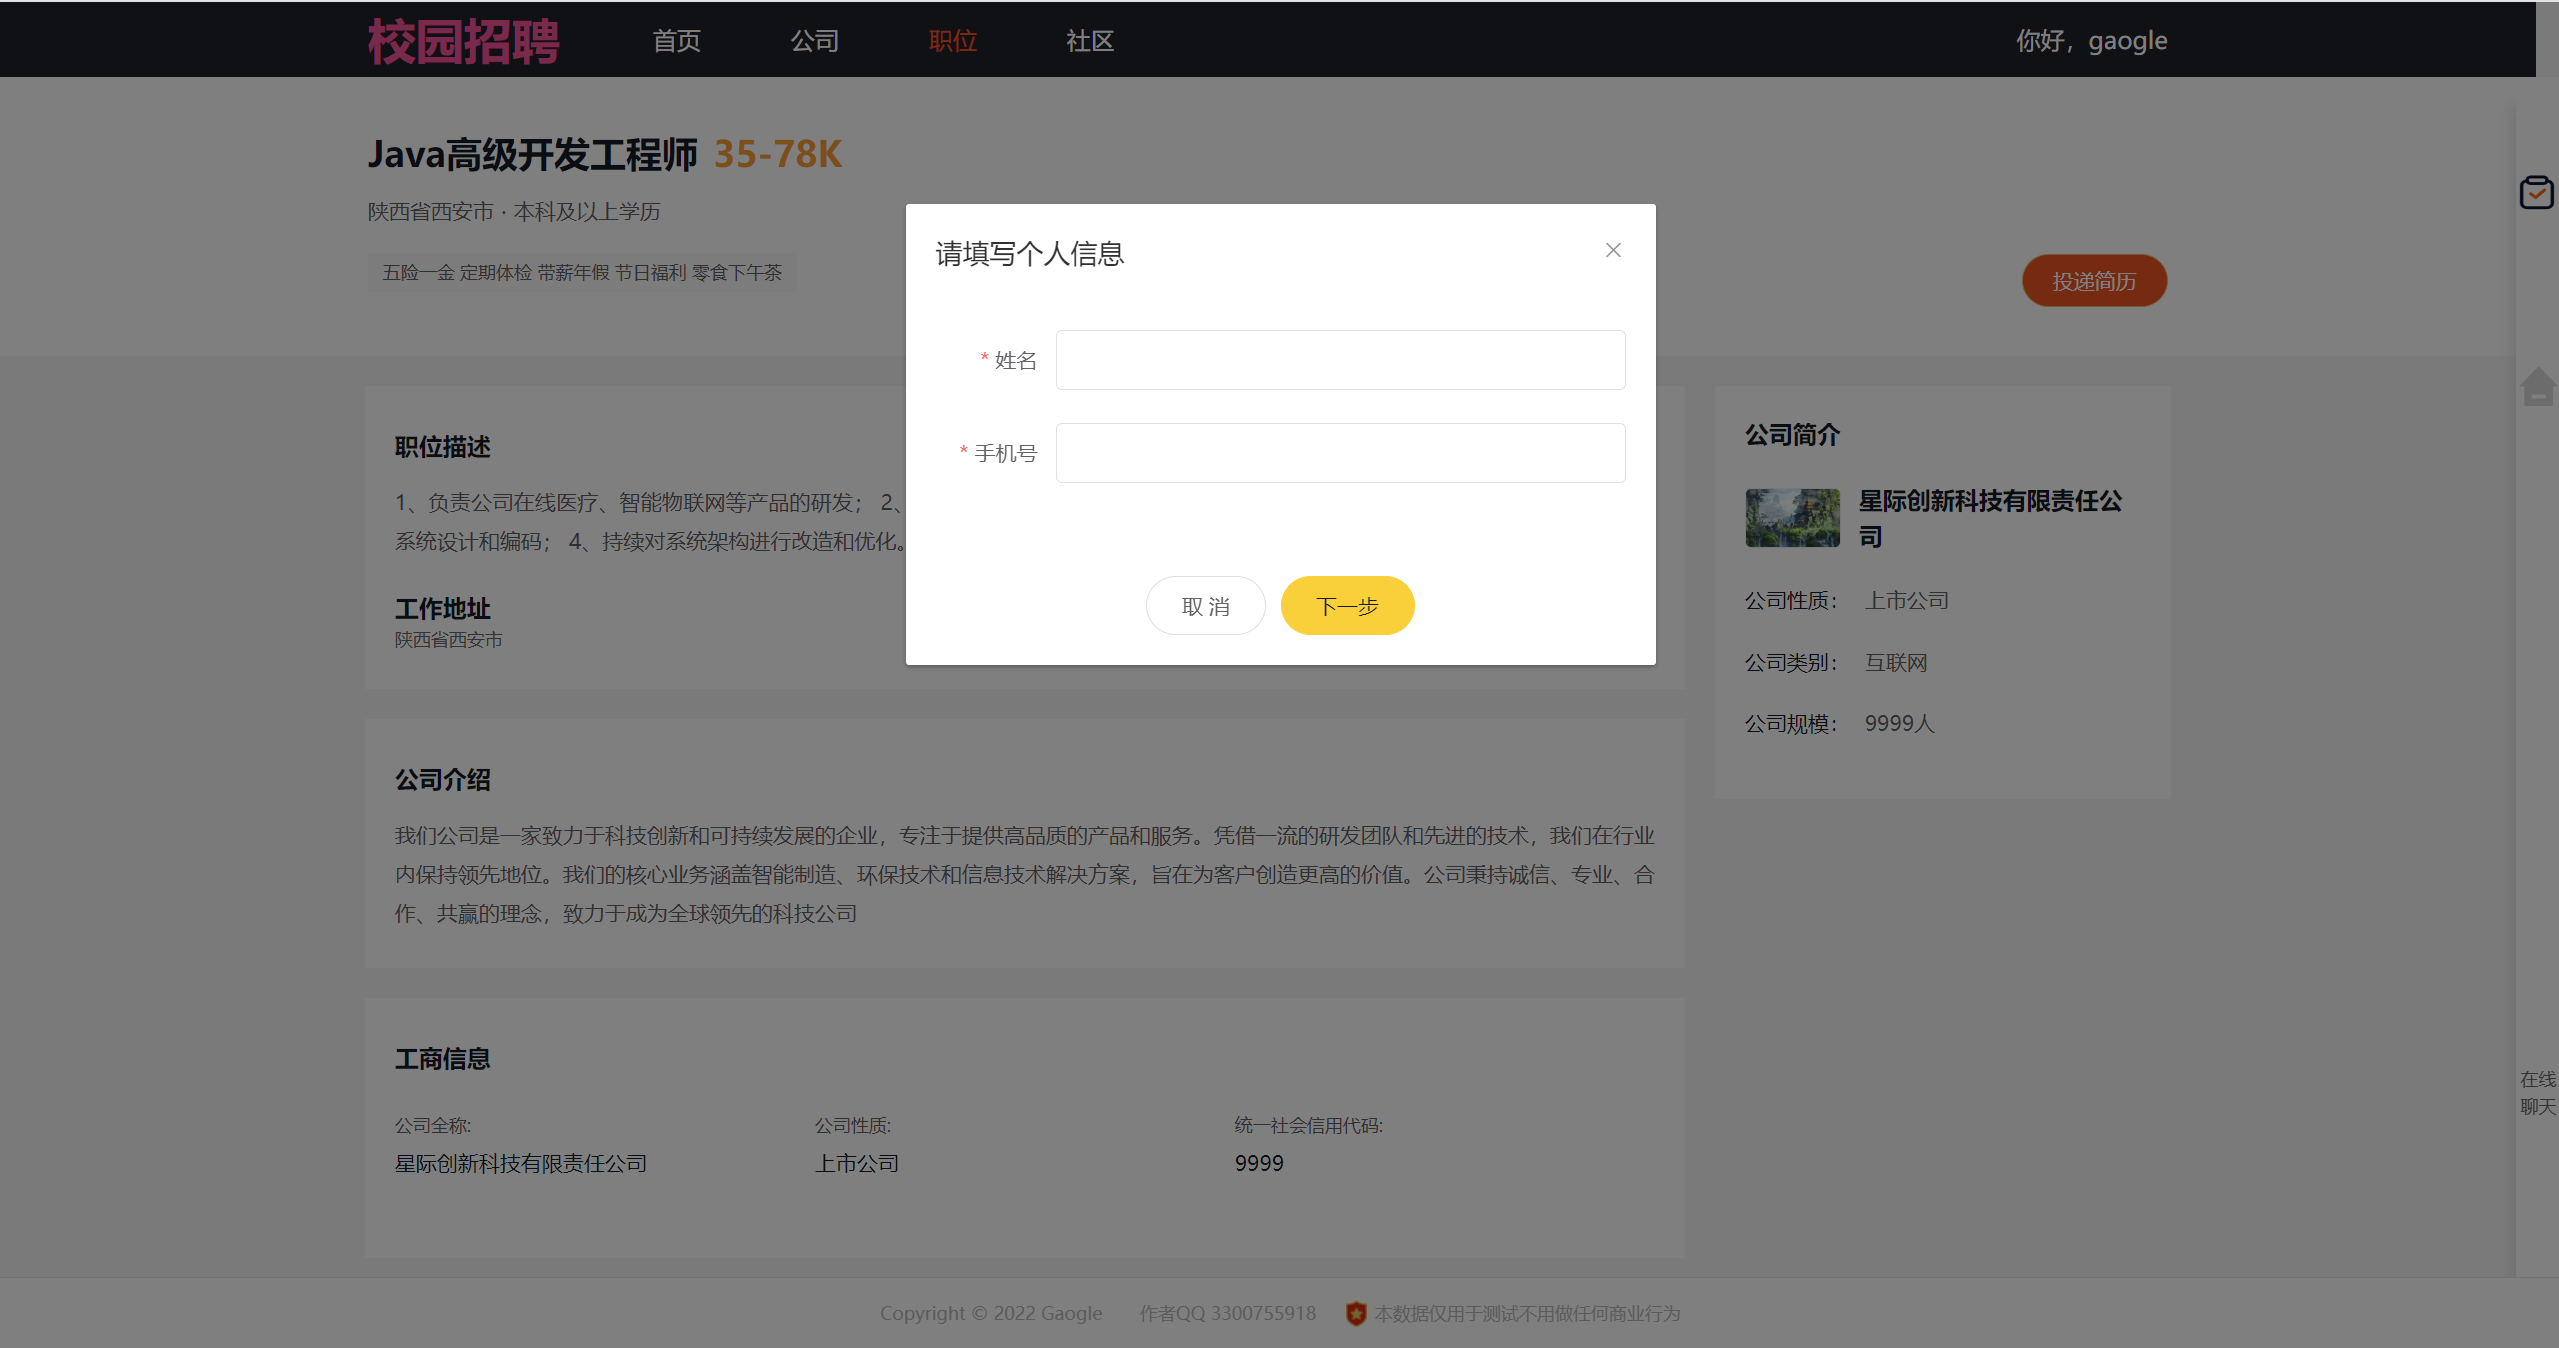 校园招聘 首页 公司 职位 社区 你好，gaogle
Java高级开发工程师 35-78K
陕西省西安市 · 本科及以上学历
五险一金 定期体检 带薪年假 节日福利 零食下午茶
投递简历
请填写个人信息
* 姓名
* 手机号
取 消 下一步
职位描述
1、负责公司在线医疗、智能物联网等产品的研发； 2、
系统设计和编码； 4、持续对系统架构进行改造和优化。
工作地址
陕西省西安市
公司简介
星际创新科技有限责任公
司
公司性质： 上市公司
公司类别： 互联网
公司规模： 9999人
公司介绍
我们公司是一家致力于科技创新和可持续发展的企业，专注于提供高品质的产品和服务。凭借一流的研发团队和先进的技术，我们在行业
内保持领先地位。我们的核心业务涵盖智能制造、环保技术和信息技术解决方案，旨在为客户创造更高的价值。公司秉持诚信、专业、合
作、共赢的理念，致力于成为全球领先的科技公司
工商信息
公司全称: 公司性质: 统一社会信用代码:
星际创新科技有限责任公司 上市公司 9999
在线
聊天
Copyright © 2022 Gaogle 作者QQ 3300755918 本数据仅用于测试不用做任何商业行为